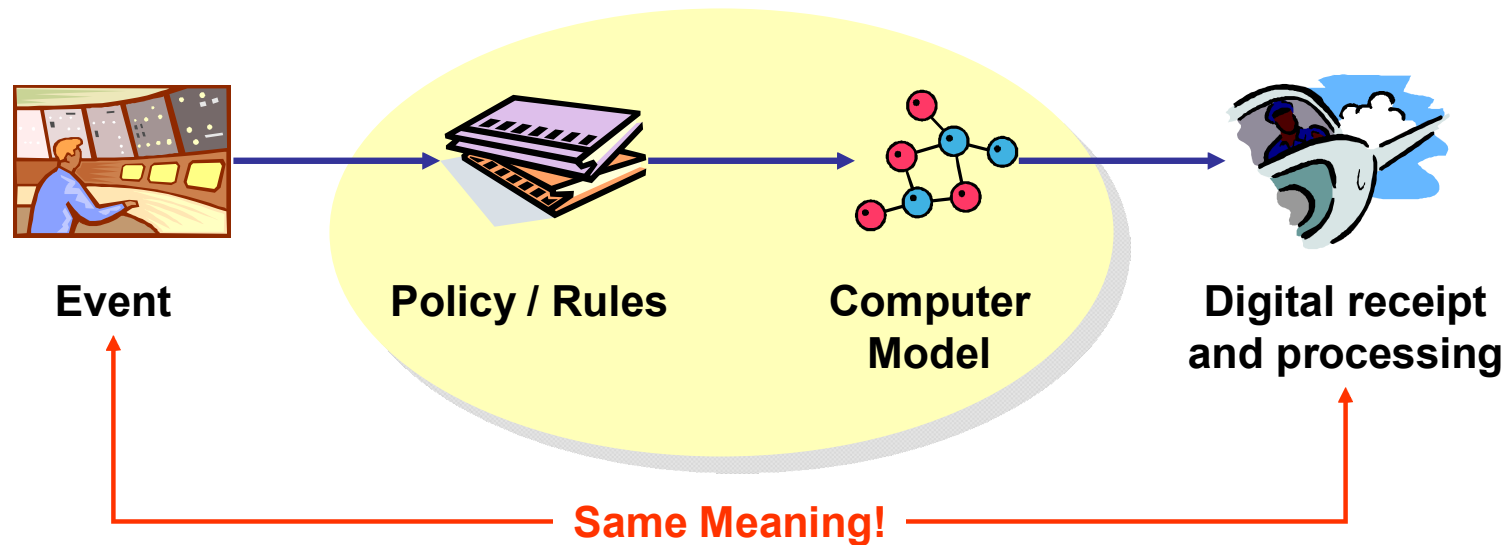 Event
Policy / Rules
Computer
Model
Digital receipt
and processing
Same Meaning!